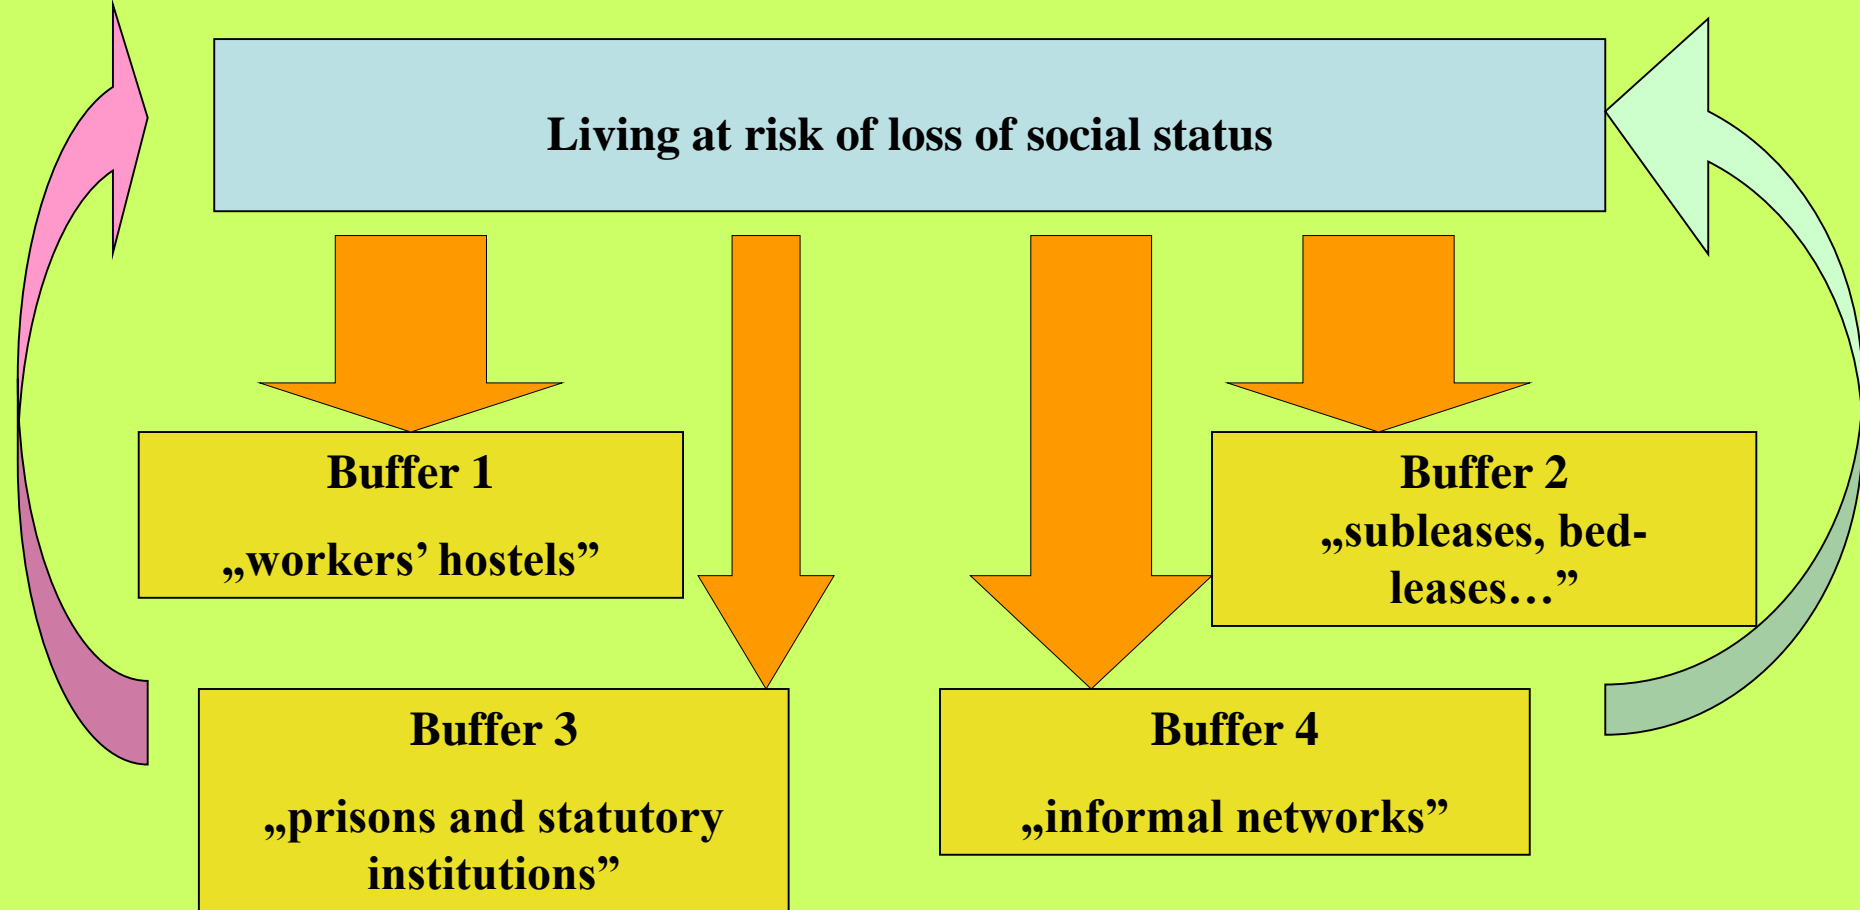 Living at risk of loss of social status
Buffer 1
„workers’ hostels”
Buffer 2
„subleases, bed-
leases…”
Buffer 3
„prisons and statutory
institutions”
Buffer 4
„informal networks”